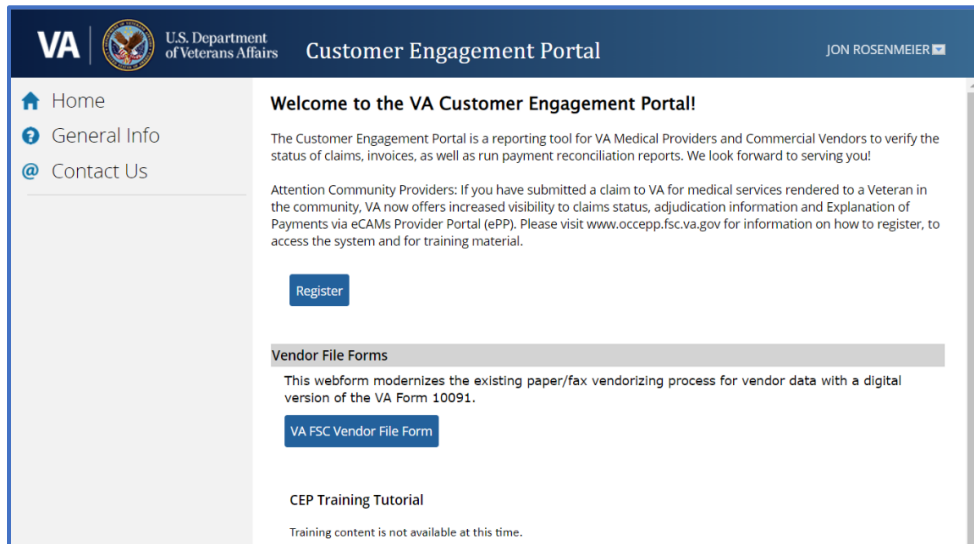 VA
U.S. Department
of Veterans Affairs
Customer Engagement Portal
JON ROSENMEIER
Home
General Info
Contact Us
Welcome to the VA Customer Engagement Portal!
The Customer Engagement Portal is a reporting tool for VA Medical Providers and Commercial Vendors to verify the
status of claims, invoices, as well as run payment reconciliation reports. We look forward to serving you!
Attention Community Providers: If you have submitted a claim to VA for medical services rendered to a Veteran in
the community, VA now offers increased visibility to claims status, adjudication information and Explanation of
Payments via eCAMs Provider Portal (ePP). Please visit www.occepp.fsc.va.gov for information on how to register, to
access the system and for training material.
Register
Vendor File Forms
This webform modernizes the existing paper/fax vendorizing process for vendor data with a digital
version of the VA Form 10091.
VA FSC Vendor File Form
CEP Training Tutorial
Training content is not available at this time.